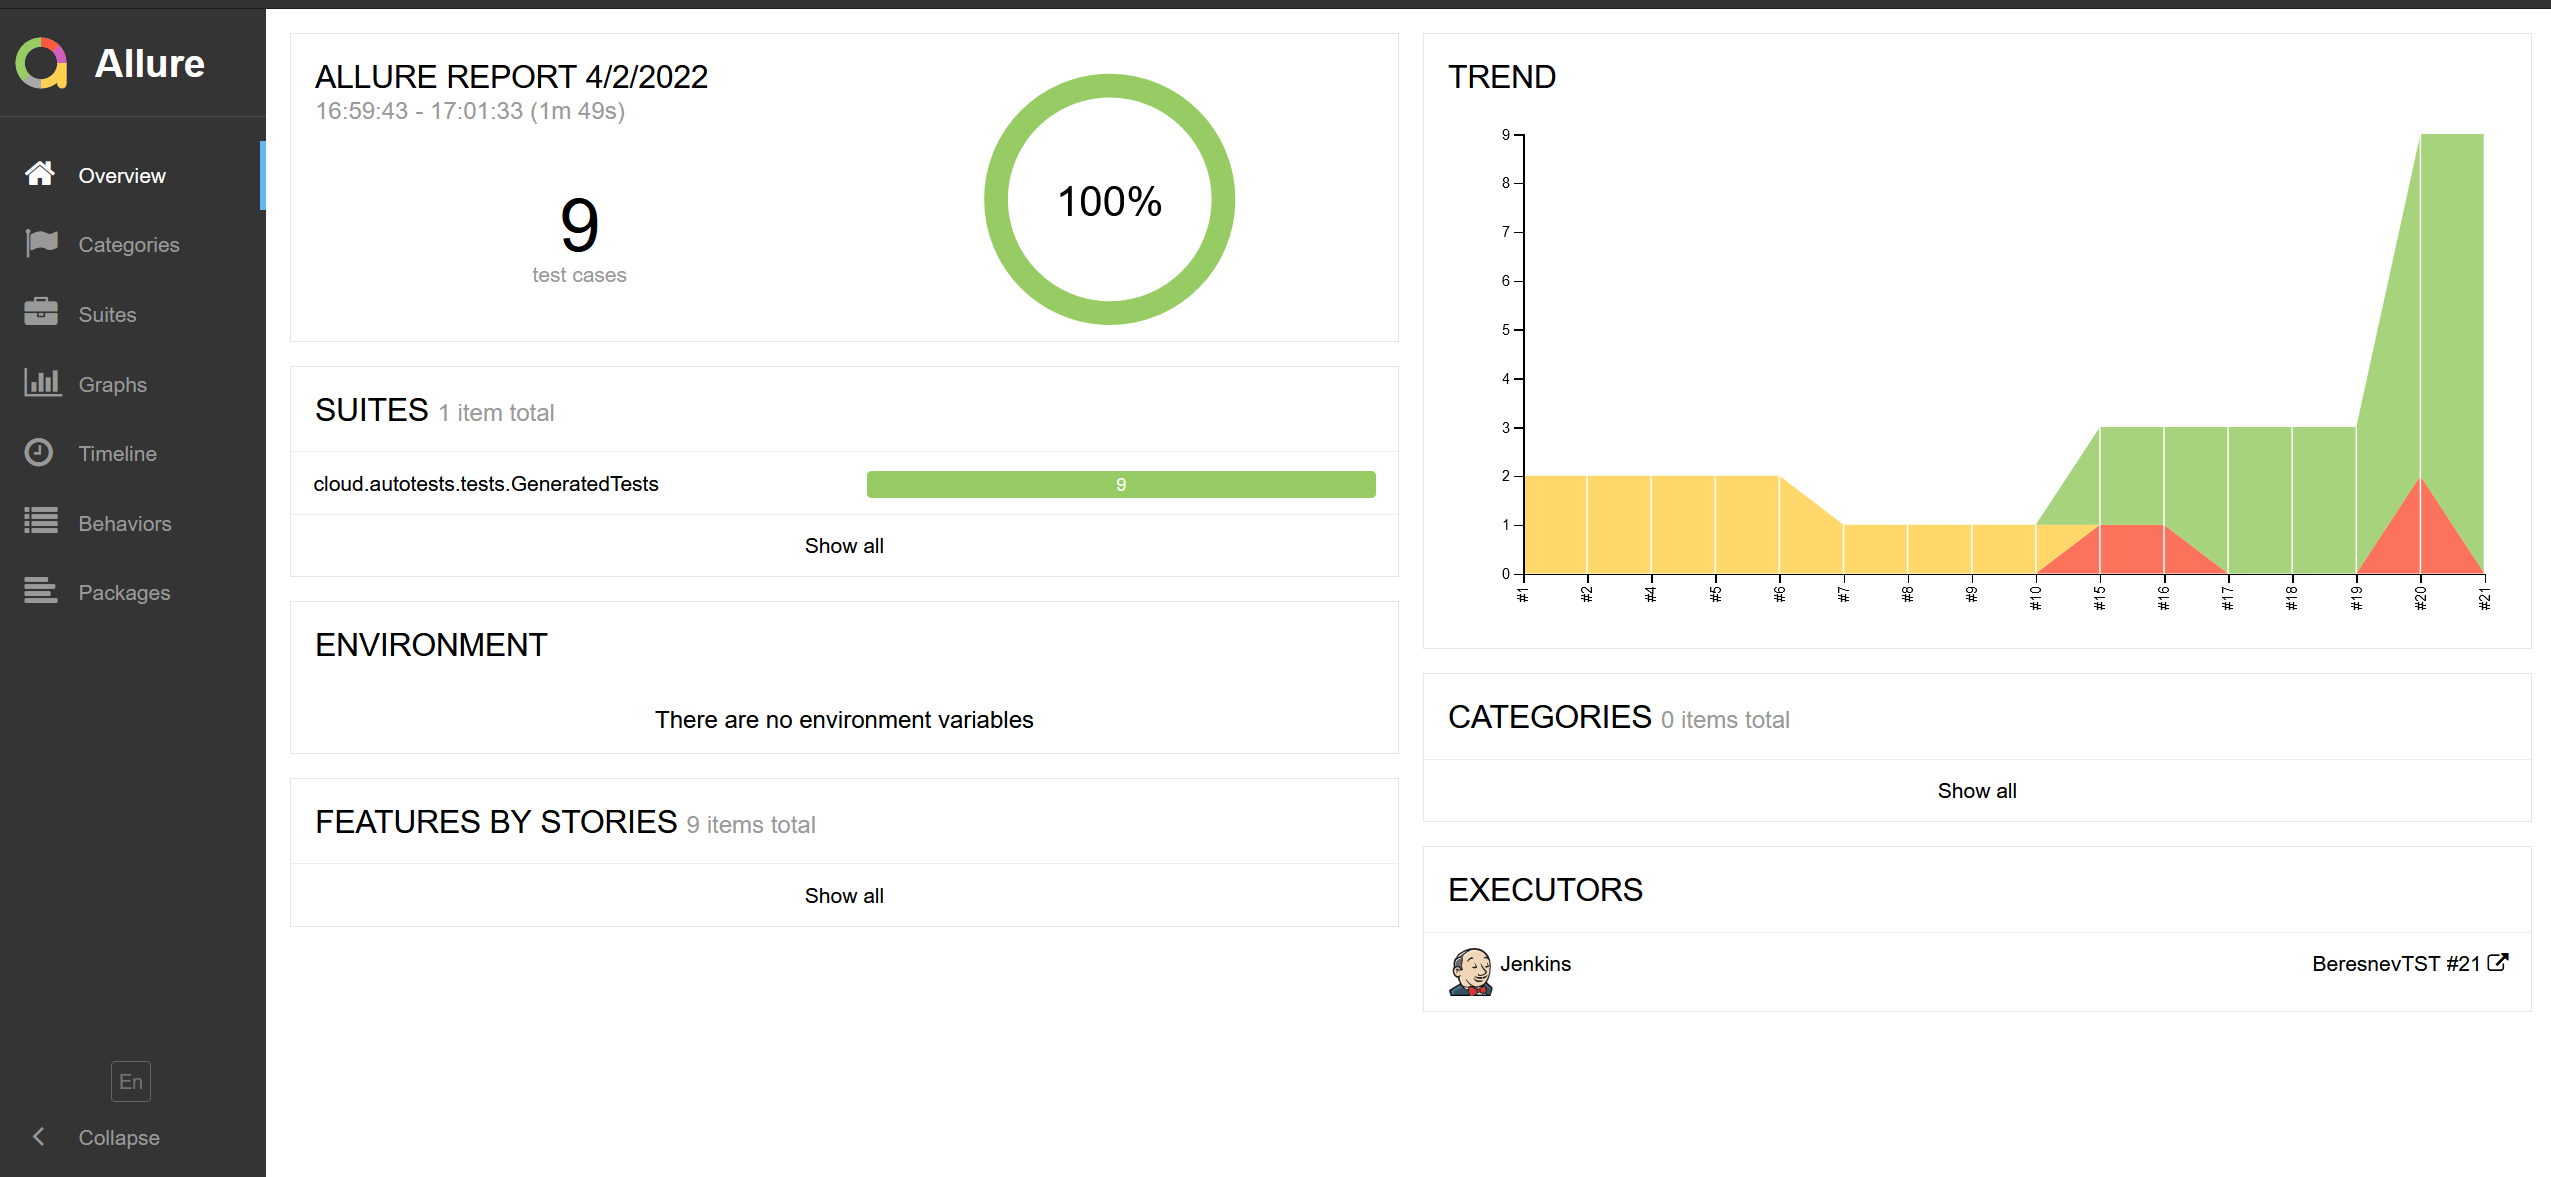 Allure
Overview
Categories
Suites
Graphs
Timeline
Behaviors
Packages
En
Collapse
ALLURE REPORT 4/2/2022
16:59:43 - 17:01:33 (1m 49s)
9
test cases
100%
SUITES 1 item total
cloud.autotests.tests.GeneratedTests 9
Show all
ENVIRONMENT
There are no environment variables
FEATURES BY STORIES 9 items total
Show all
TREND
9
8
7
6
5
4
3
2
1
0
#1 #2 #4 #5 #6 #7 #8 #9 #10 #15 #16 #17 #18 #19 #20 #21
CATEGORIES 0 items total
Show all
EXECUTORS
Jenkins BeresnevTST #21